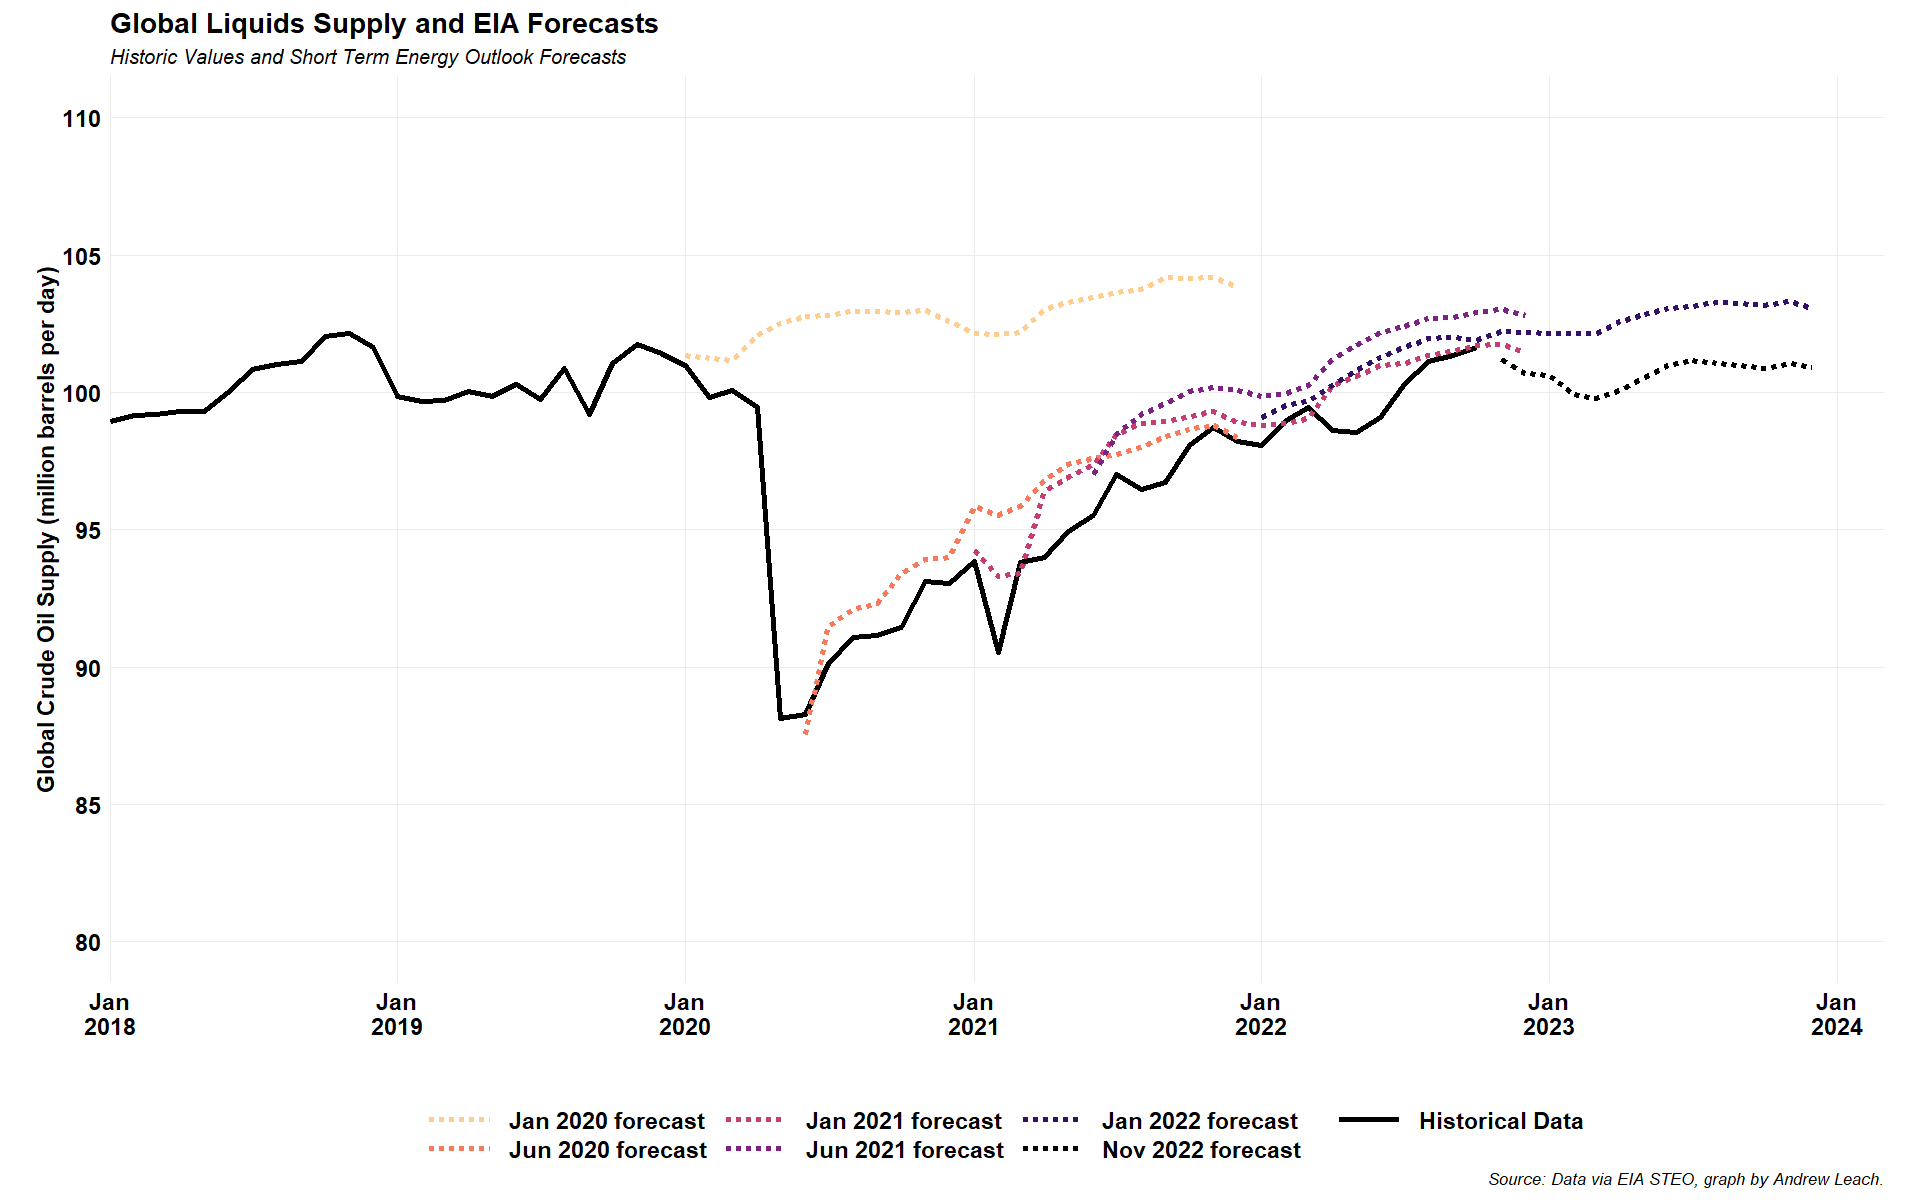 Global Liquids Supply and EIA Forecasts
Historic Values and Short Term Energy Outlook Forecasts
Global Crude Oil Supply (million barrels per day)
110
105
100
95
90
85
80
Jan 2018
Jan 2019
Jan 2020
Jan 2021
Jan 2022
Jan 2023
Jan 2024
Jan 2020 forecast
Jun 2020 forecast
Jan 2021 forecast
Jun 2021 forecast
Jan 2022 forecast
Nov 2022 forecast
Historical Data
Source: Data via EIA STEO, graph by Andrew Leach.